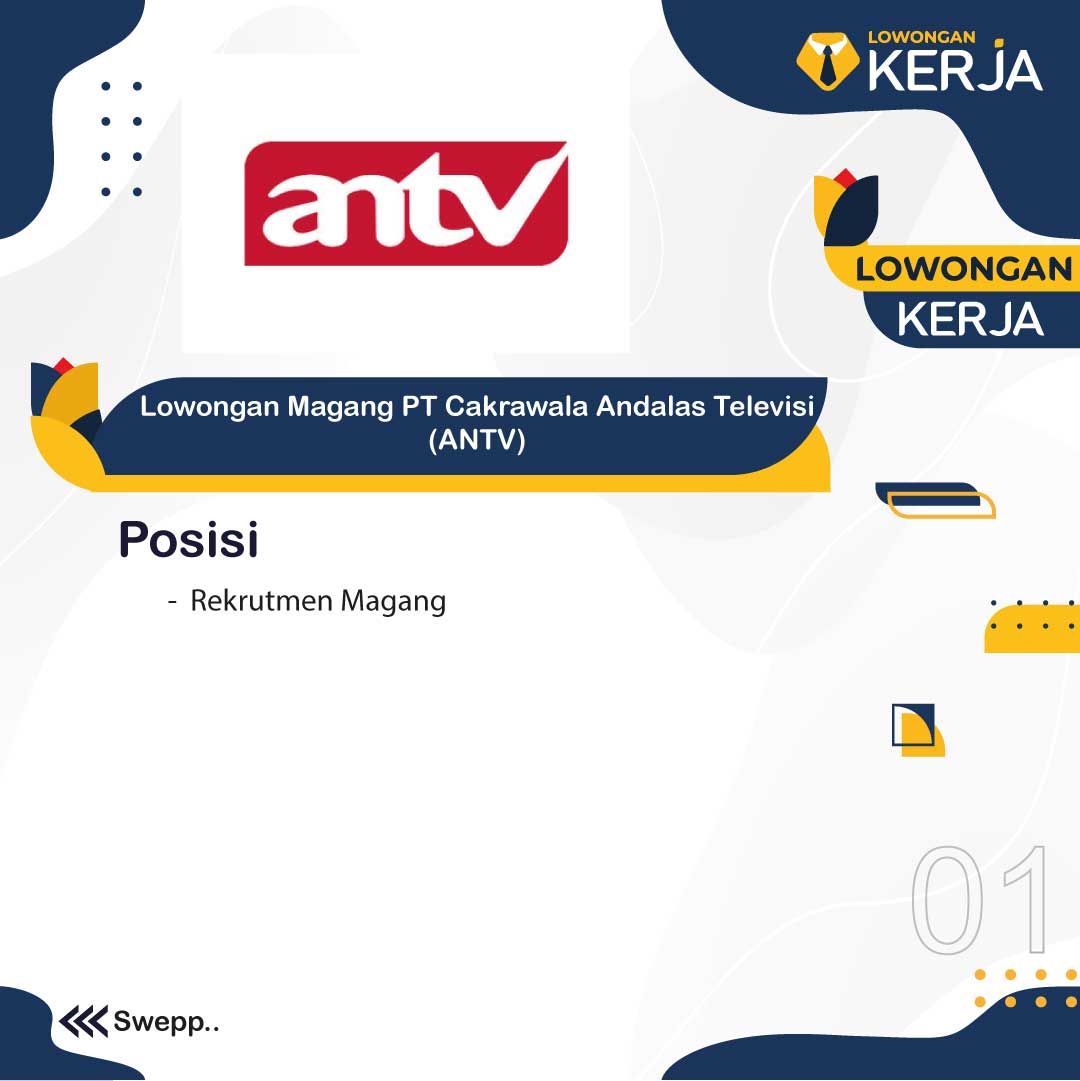 LOWONGAN
KERJA
antv
LOWONGAN
KERJA
Lowongan Magang PT Cakrawala Andalas Televisi
(ANTV)
Posisi
- Rekrutmen Magang
01
Swepp..